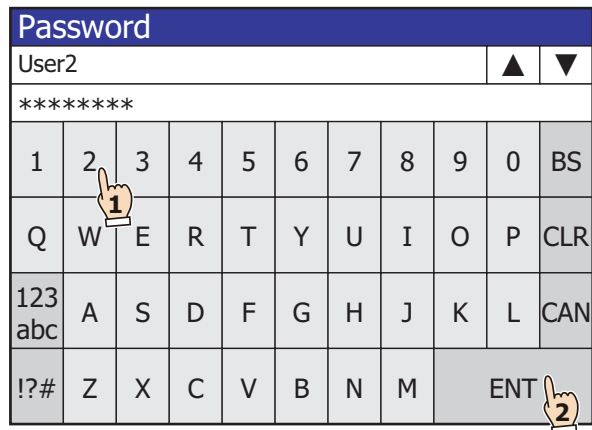 Password
User2 ▲ ▼
********
1 2 3 4 5 6 7 8 9 0 BS
1
Q W E R T Y U I O P CLR
123 abc A S D F G H J K L CAN
!?# Z X C V B N M ENT
2